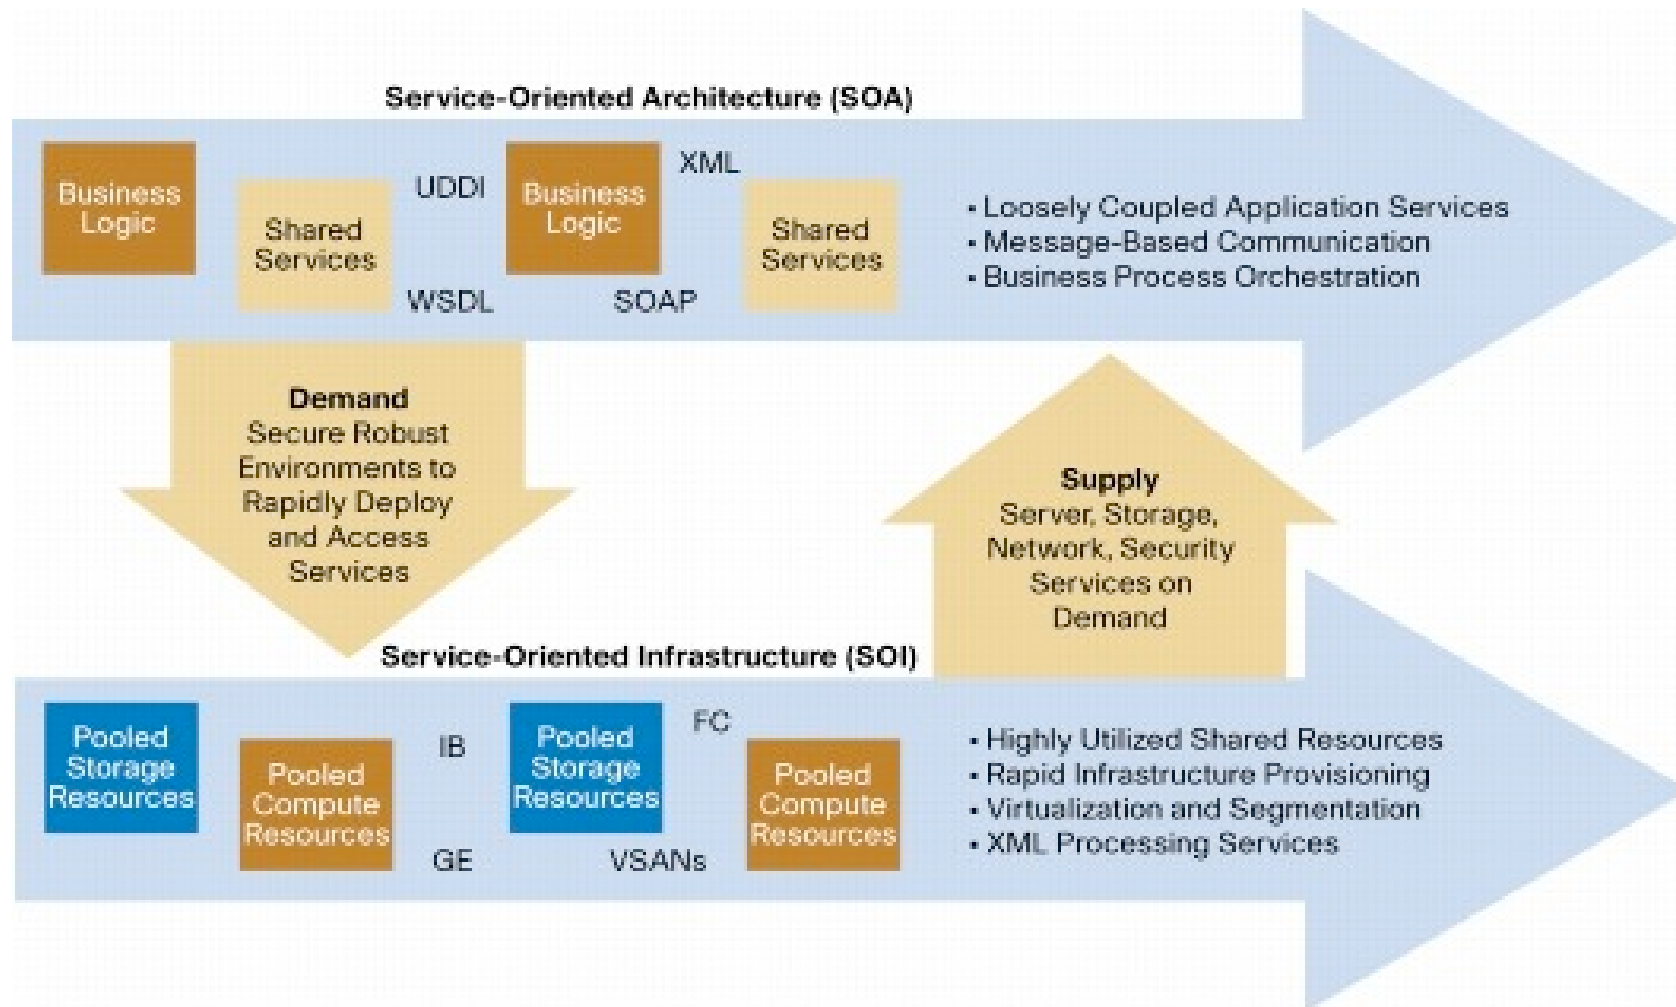 Service-Oriented Architecture (SOA)
Business
Logic
Shared
Services
UDDI
WSDL
Business
Logic
XML
SOAP
Shared
Services
▪ Loosely Coupled Application Services
▪ Message-Based Communication
▪ Business Process Orchestration
Demand
Secure Robust
Environments to
Rapidly Deploy
and Access
Services
Supply
Server, Storage,
Network, Security
Services on
Demand
Service-Oriented Infrastructure (SOI)
Pooled
Storage
Resources
Pooled
Compute
Resources
IB
GE
Pooled
Storage
Resources
FC
VSANs
Pooled
Compute
Resources
▪ Highly Utilized Shared Resources
▪ Rapid Infrastructure Provisioning
▪ Virtualization and Segmentation
▪ XML Processing Services